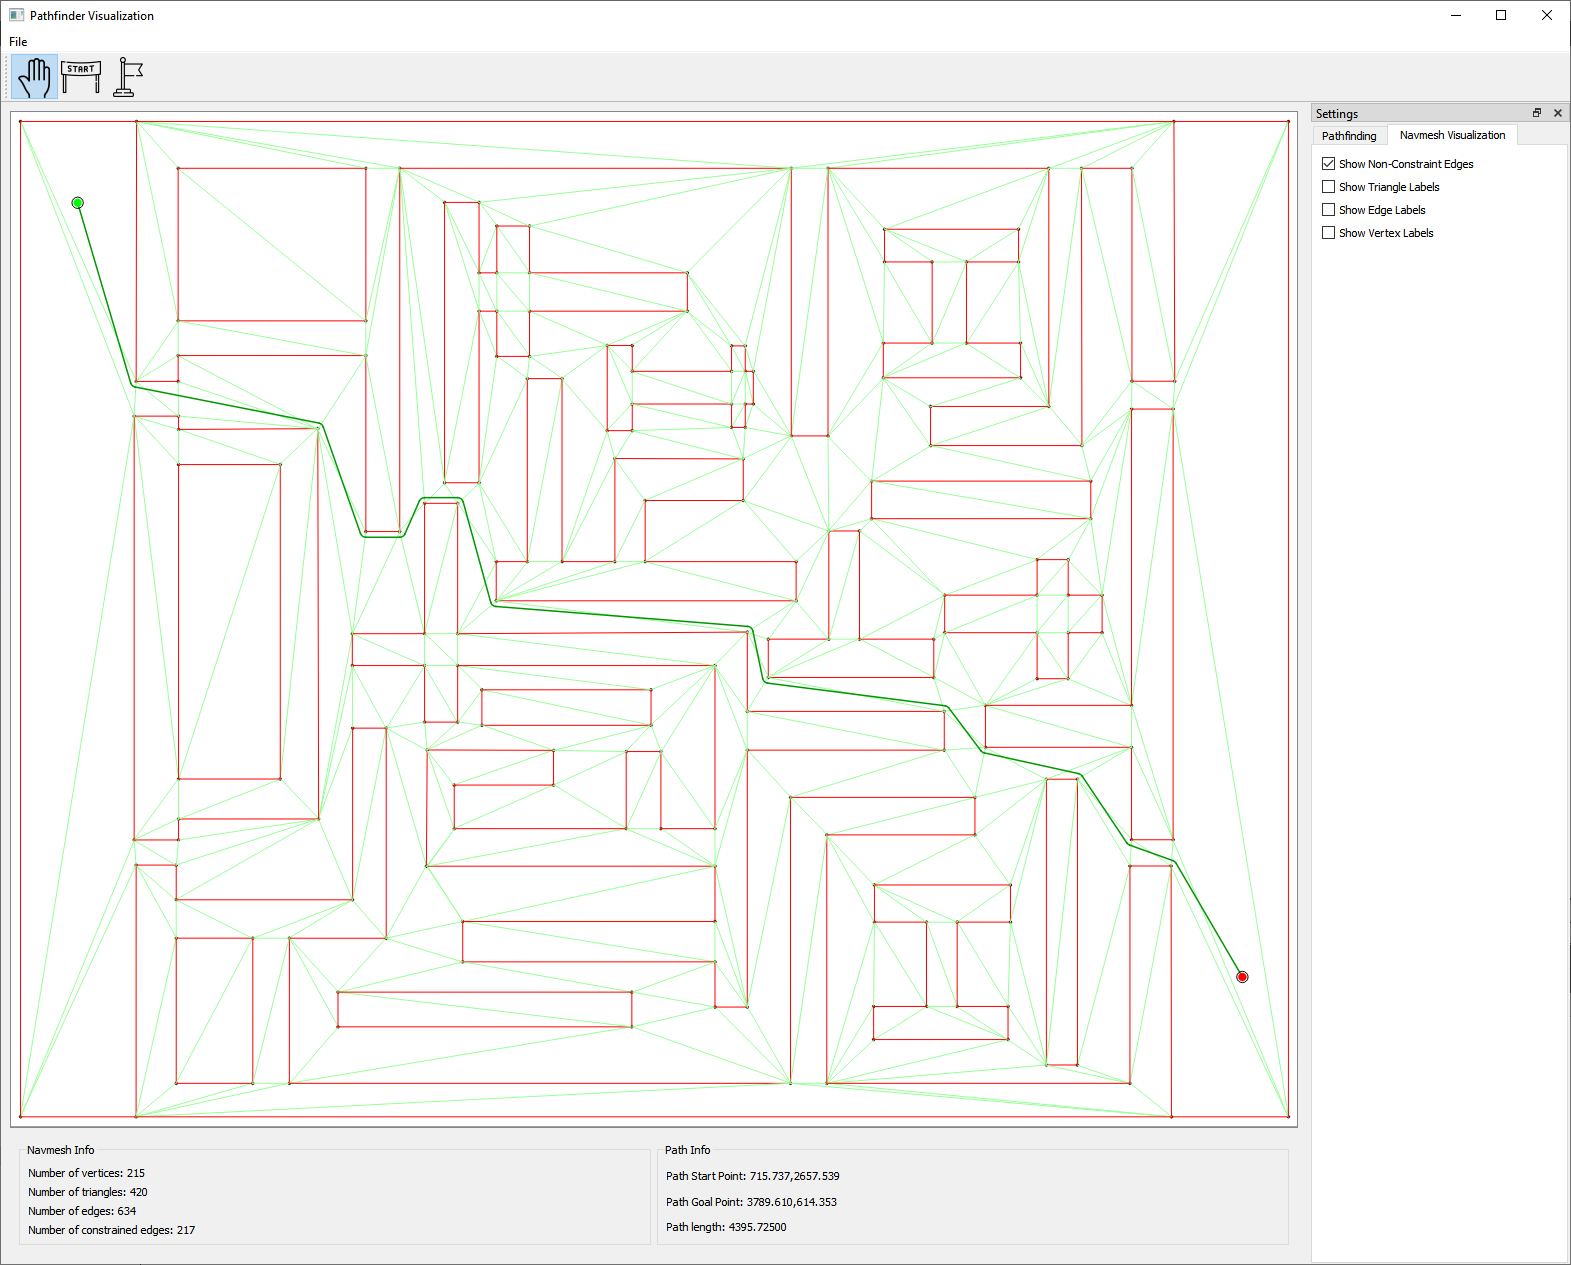 Pathfinder Visualization
File
START
Settings
Pathfinding Navmesh Visualization
Show Non-Constraint Edges
Show Triangle Labels
Show Edge Labels
Show Vertex Labels
Navmesh Info
Number of vertices: 215
Number of triangles: 420
Number of edges: 634
Number of constrained edges: 217
Path Info
Path Start Point: 715.737,2657.539
Path Goal Point: 3789.610,614.353
Path length: 4395.72500